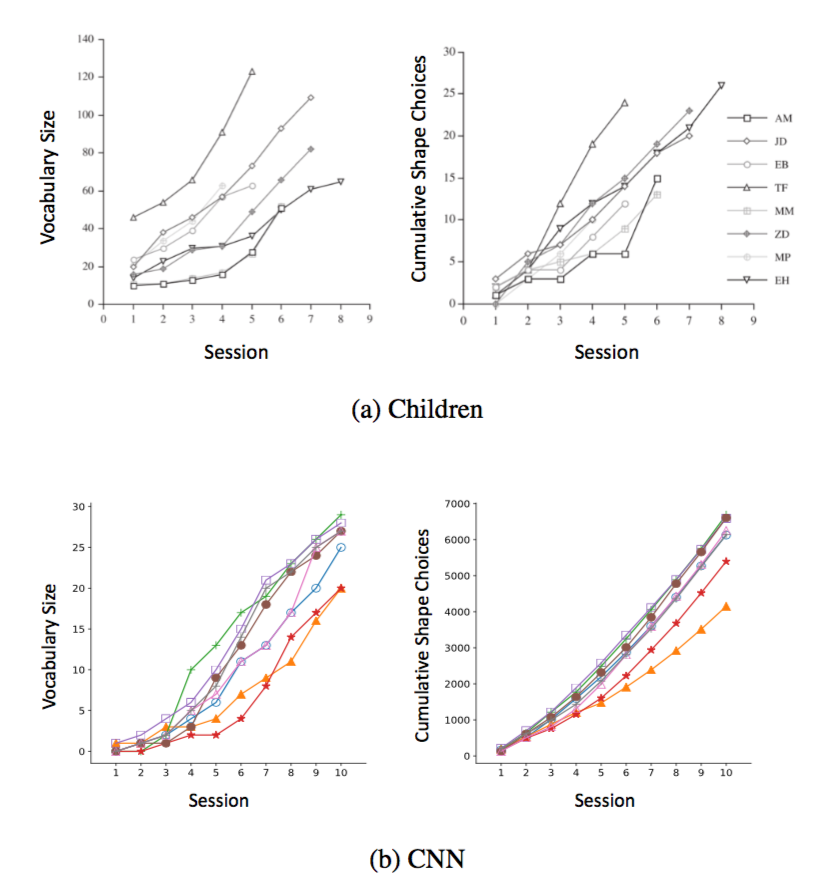 140
120
100
80
60
40
20
0
0 1 2 3 4 5 6 7 8 9
Vocabulary Size
Session
30
25
20
15
10
5
0
0 1 2 3 4 5 6 7 8 9
Cumulative Shape Choices
Session
AM
JD
EB
TF
MM
ZD
MP
EH
(a) Children
30
25
20
15
10
5
0
1 2 3 4 5 6 7 8 9 10
Vocabulary Size
Session
7000
6000
5000
4000
3000
2000
1000
0
1 2 3 4 5 6 7 8 9 10
Cumulative Shape Choices
Session
(b) CNN